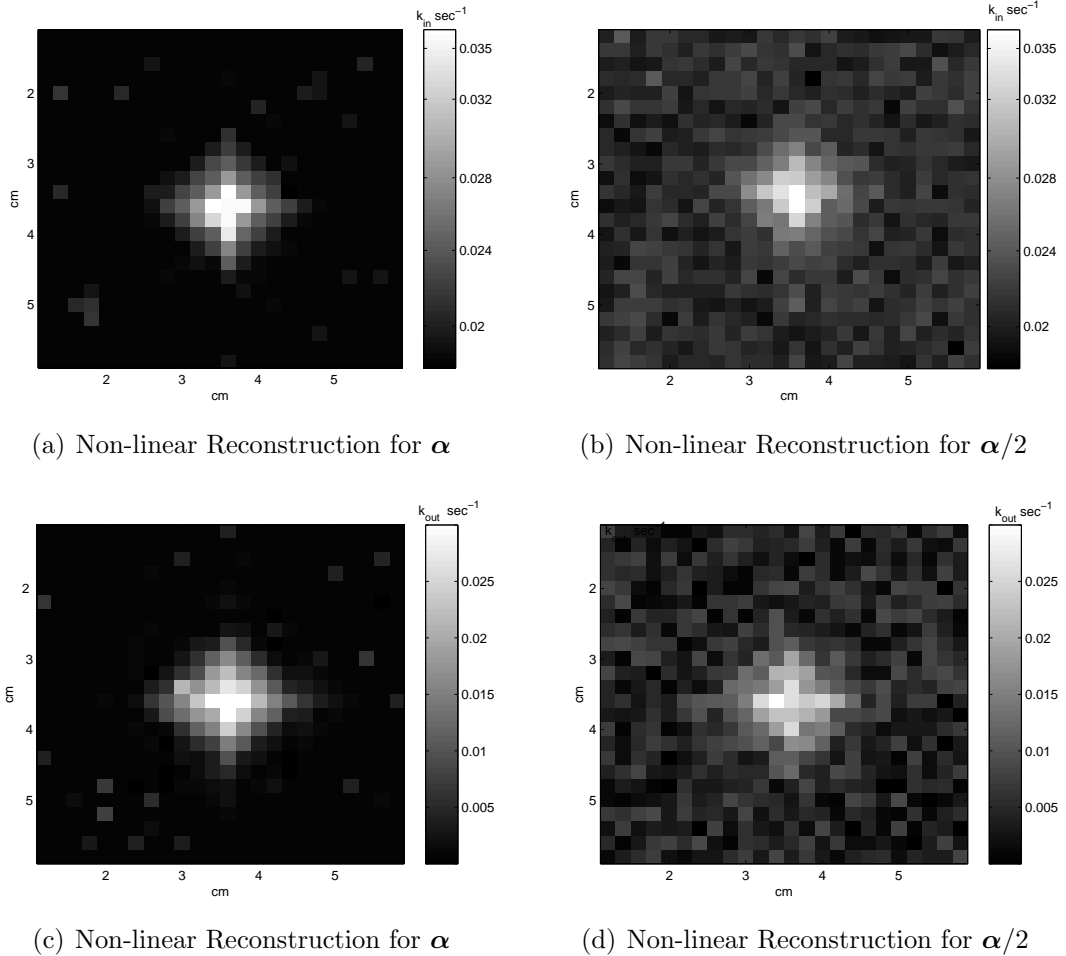 k_in sec⁻¹
0.035
0.032
0.028
0.024
0.02
2
3
4
5
cm
2 3 4 5
cm
(a) Non-linear Reconstruction for α
k_in sec⁻¹
0.035
0.032
0.028
0.024
0.02
2
3
4
5
cm
2 3 4 5
cm
(b) Non-linear Reconstruction for α/2
k_out sec⁻¹
0.025
0.02
0.015
0.01
0.005
2
3
4
5
cm
2 3 4 5
cm
(c) Non-linear Reconstruction for α
k_out sec⁻¹
0.025
0.02
0.015
0.01
0.005
2
3
4
5
cm
2 3 4 5
cm
(d) Non-linear Reconstruction for α/2